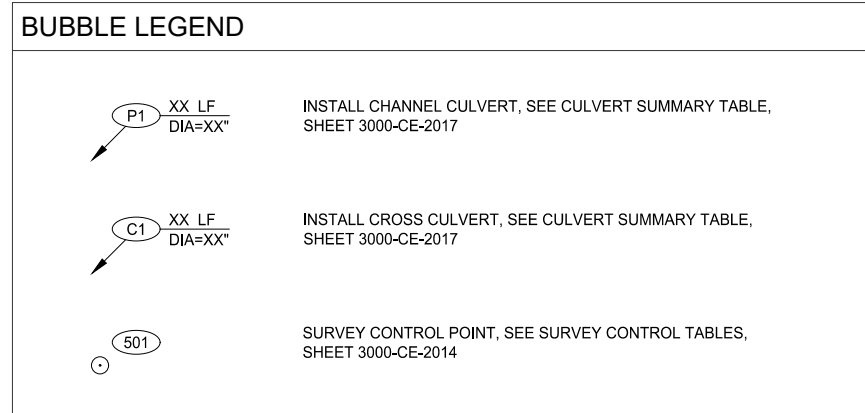 BUBBLE LEGEND
P1
XX LF
DIA=XX"
INSTALL CHANNEL CULVERT, SEE CULVERT SUMMARY TABLE,
SHEET 3000-CE-2017
C1
XX LF
DIA=XX"
INSTALL CROSS CULVERT, SEE CULVERT SUMMARY TABLE,
SHEET 3000-CE-2017
501
SURVEY CONTROL POINT, SEE SURVEY CONTROL TABLES,
SHEET 3000-CE-2014